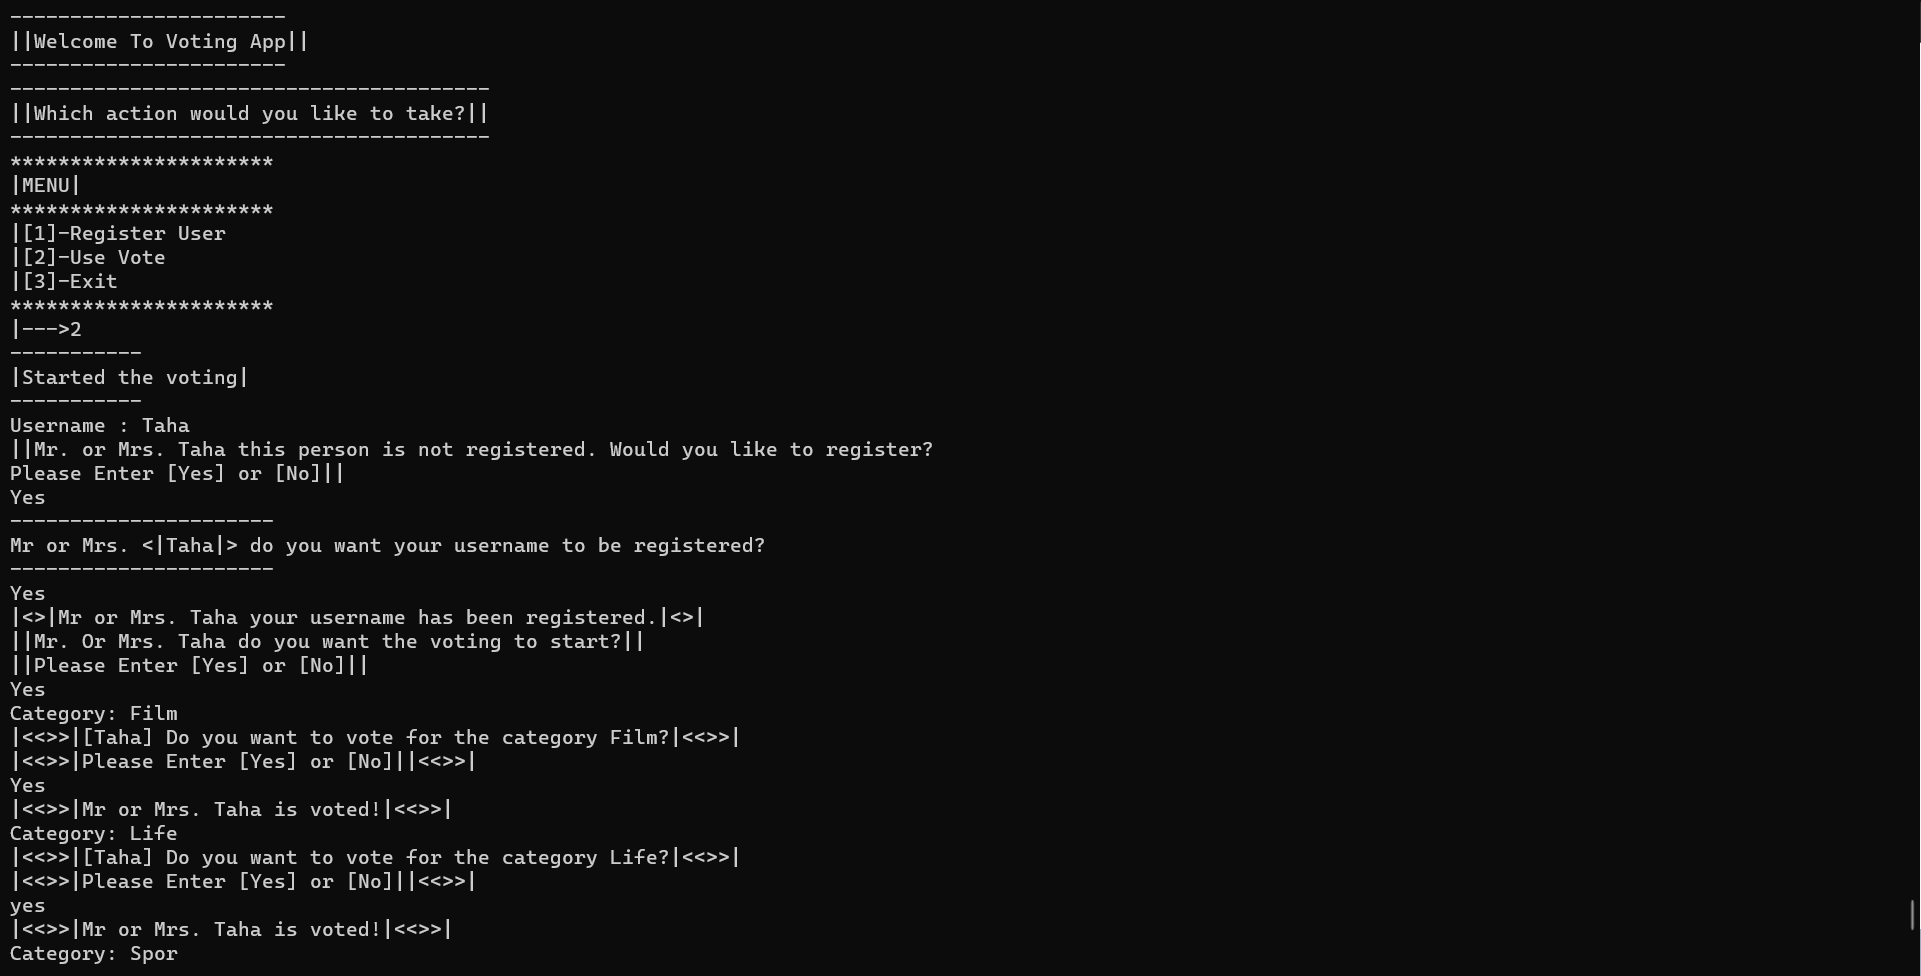 -----------------------
||Welcome To Voting App||
-----------------------
----------------------------------------
||Which action would you like to take?||
----------------------------------------
**********************
|MENU|
**********************
|[1]-Register User
|[2]-Use Vote
|[3]-Exit
**********************
|--->2
-----------
|Started the voting|
-----------
Username : Taha
||Mr. or Mrs. Taha this person is not registered. Would you like to register?
Please Enter [Yes] or [No]||
Yes
----------------------
Mr or Mrs. <|Taha|> do you want your username to be registered?
----------------------
Yes
|<>|Mr or Mrs. Taha your username has been registered.|<>|
||Mr. Or Mrs. Taha do you want the voting to start?||
||Please Enter [Yes] or [No]||
Yes
Category: Film
|<<>>|[Taha] Do you want to vote for the category Film?|<<>>|
|<<>>|Please Enter [Yes] or [No]||<<>>|
Yes
|<<>>|Mr or Mrs. Taha is voted!|<<>>|
Category: Life
|<<>>|[Taha] Do you want to vote for the category Life?|<<>>|
|<<>>|Please Enter [Yes] or [No]||<<>>|
yes
|<<>>|Mr or Mrs. Taha is voted!|<<>>|
Category: Spor